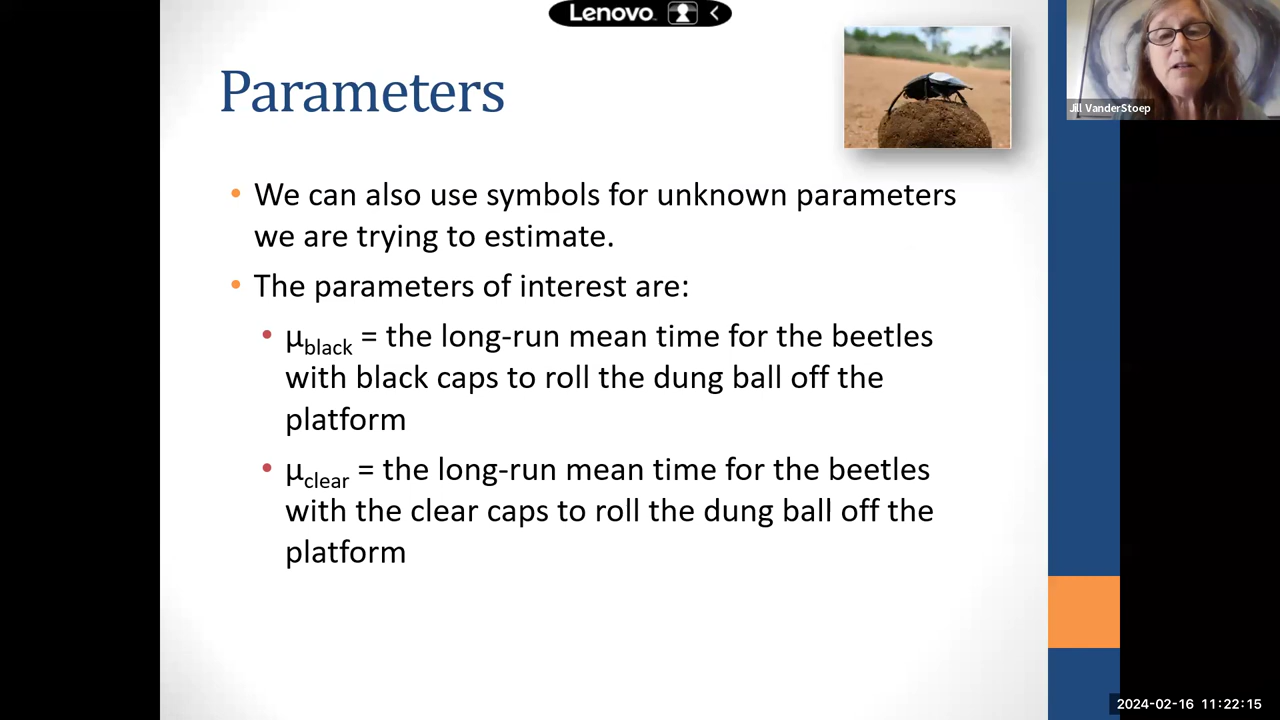 Lenovo
Parameters
Jill VanderStoep
• We can also use symbols for unknown parameters
we are trying to estimate.
• The parameters of interest are:
• μblack = the long-run mean time for the beetles
with black caps to roll the dung ball off the
platform
• μclear = the long-run mean time for the beetles
with the clear caps to roll the dung ball off the
platform
2024-02-16 11:22:15